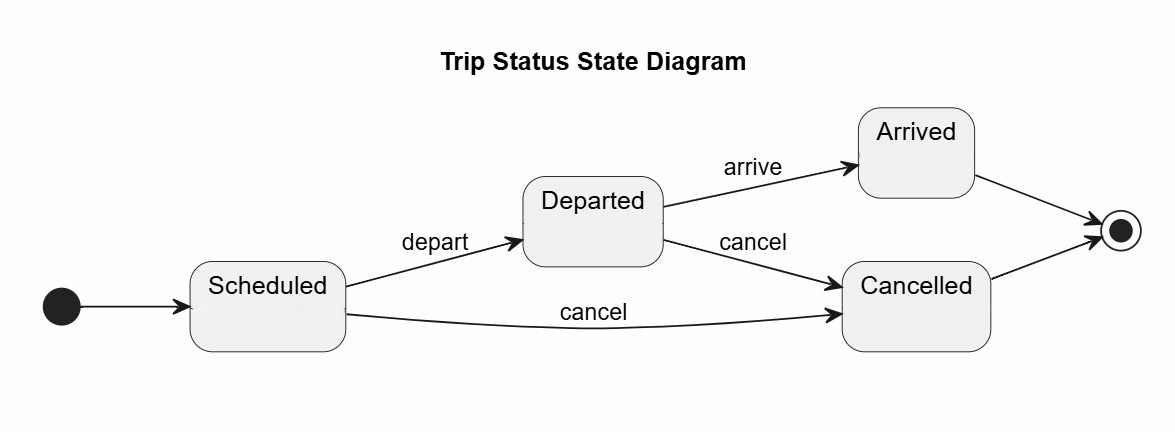 Trip Status State Diagram
Arrived
arrive
Departed
depart
cancel
Scheduled
Cancelled
cancel